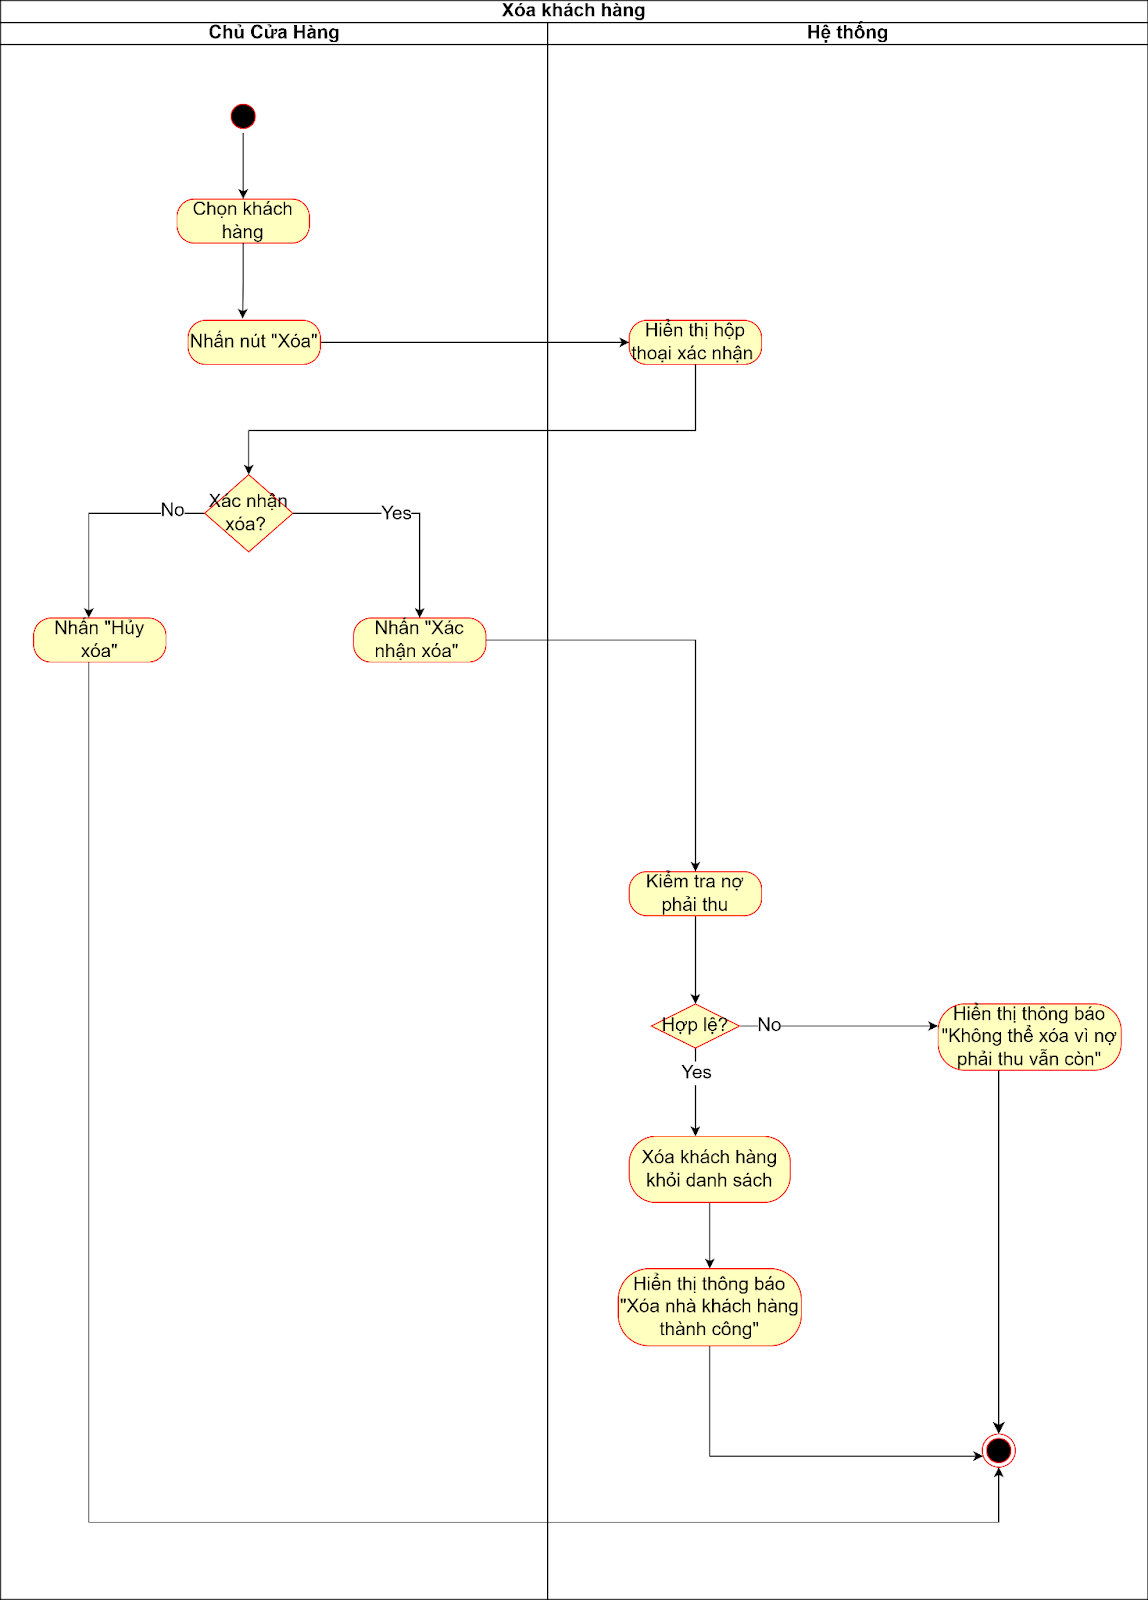 Xóa khách hàng
Chủ Cửa Hàng
Hệ thống
Chọn khách
hàng
Nhấn nút "Xóa"
Hiển thị hộp
thoại xác nhận
Xác nhận
xóa?
No
Yes
Nhấn "Hủy
xóa"
Nhấn "Xác
nhận xóa"
Kiểm tra nợ
phải thu
Hợp lệ?
No
Hiển thị thông báo
"Không thể xóa vì nợ
phải thu vẫn còn"
Yes
Xóa khách hàng
khỏi danh sách
Hiển thị thông báo
"Xóa nhà khách hàng
thành công"